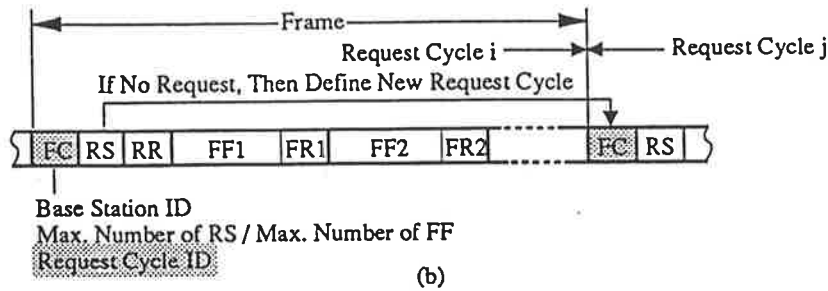 Frame
Request Cycle i
Request Cycle j
If No Request, Then Define New Request Cycle
FC RS RR FF1 FR1 FF2 FR2 FC RS
Base Station ID
Max. Number of RS / Max. Number of FF
Request Cycle ID
(b)